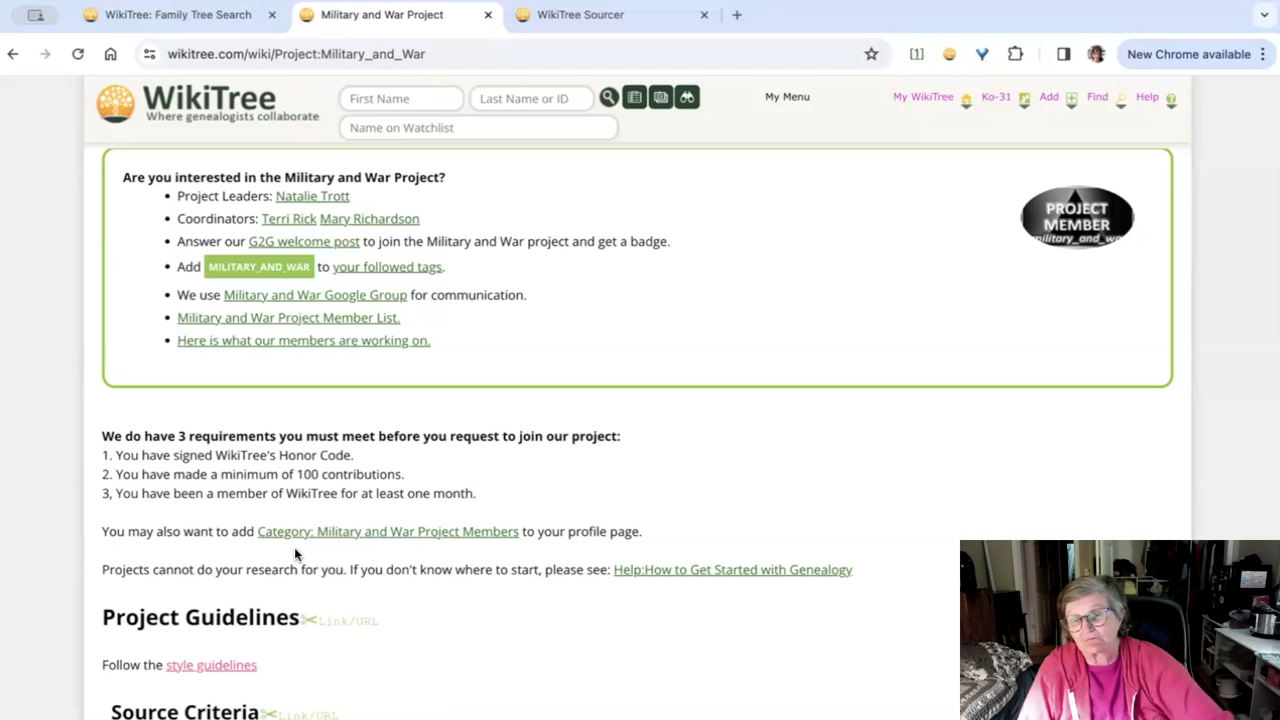 WikiTree: Family Tree Search
Military and War Project
WikiTree Sourcer
wikitree.com/wiki/Project:Military_and_War
[1]
New Chrome available
WikiTree
Where genealogists collaborate
First Name
Last Name or ID
Name on Watchlist
My Menu
My WikiTree
Ko-31
Add
Find
Help
Are you interested in the Military and War Project?
• Project Leaders: Natalie Trott
• Coordinators: Terri Rick Mary Richardson
• Answer our G2G welcome post to join the Military and War project and get a badge.
• Add MILITARY_AND_WAR to your followed tags.
• We use Military and War Google Group for communication.
• Military and War Project Member List.
• Here is what our members are working on.
PROJECT
MEMBER
military_and_wa
We do have 3 requirements you must meet before you request to join our project:
1. You have signed WikiTree's Honor Code.
2. You have made a minimum of 100 contributions.
3, You have been a member of WikiTree for at least one month.
You may also want to add Category: Military and War Project Members to your profile page.
Projects cannot do your research for you. If you don't know where to start, please see: Help:How to Get Started with Genealogy
Project Guidelines Link/URL
Follow the style guidelines
Source Criteria Link/URL